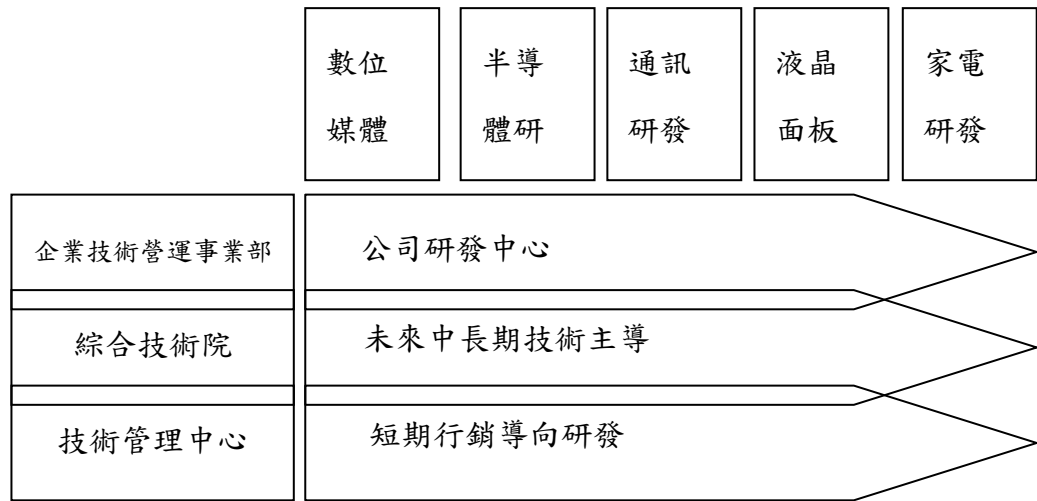 數位
媒體
半導
體研
通訊
研發
液晶
面板
家電
研發
企業技術營運事業部
公司研發中心
綜合技術院
未來中長期技術主導
技術管理中心
短期行銷導向研發